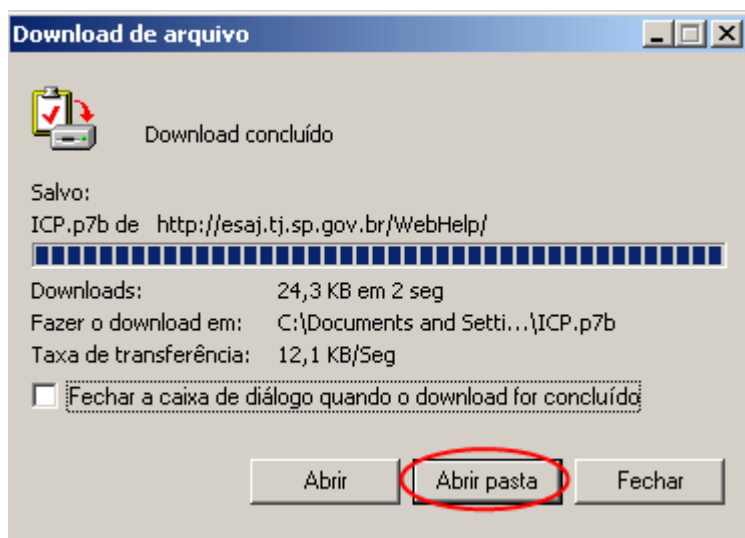 Download de arquivo
Download concluído
Salvo:
ICP.p7b de http://esaj.tj.sp.gov.br/WebHelp/
Downloads: 24,3 KB em 2 seg
Fazer o download em: C:\Documents and Setti...\ICP.p7b
Taxa de transferência: 12,1 KB/Seg
Fechar a caixa de diálogo quando o download for concluído
Abrir Abrir pasta Fechar